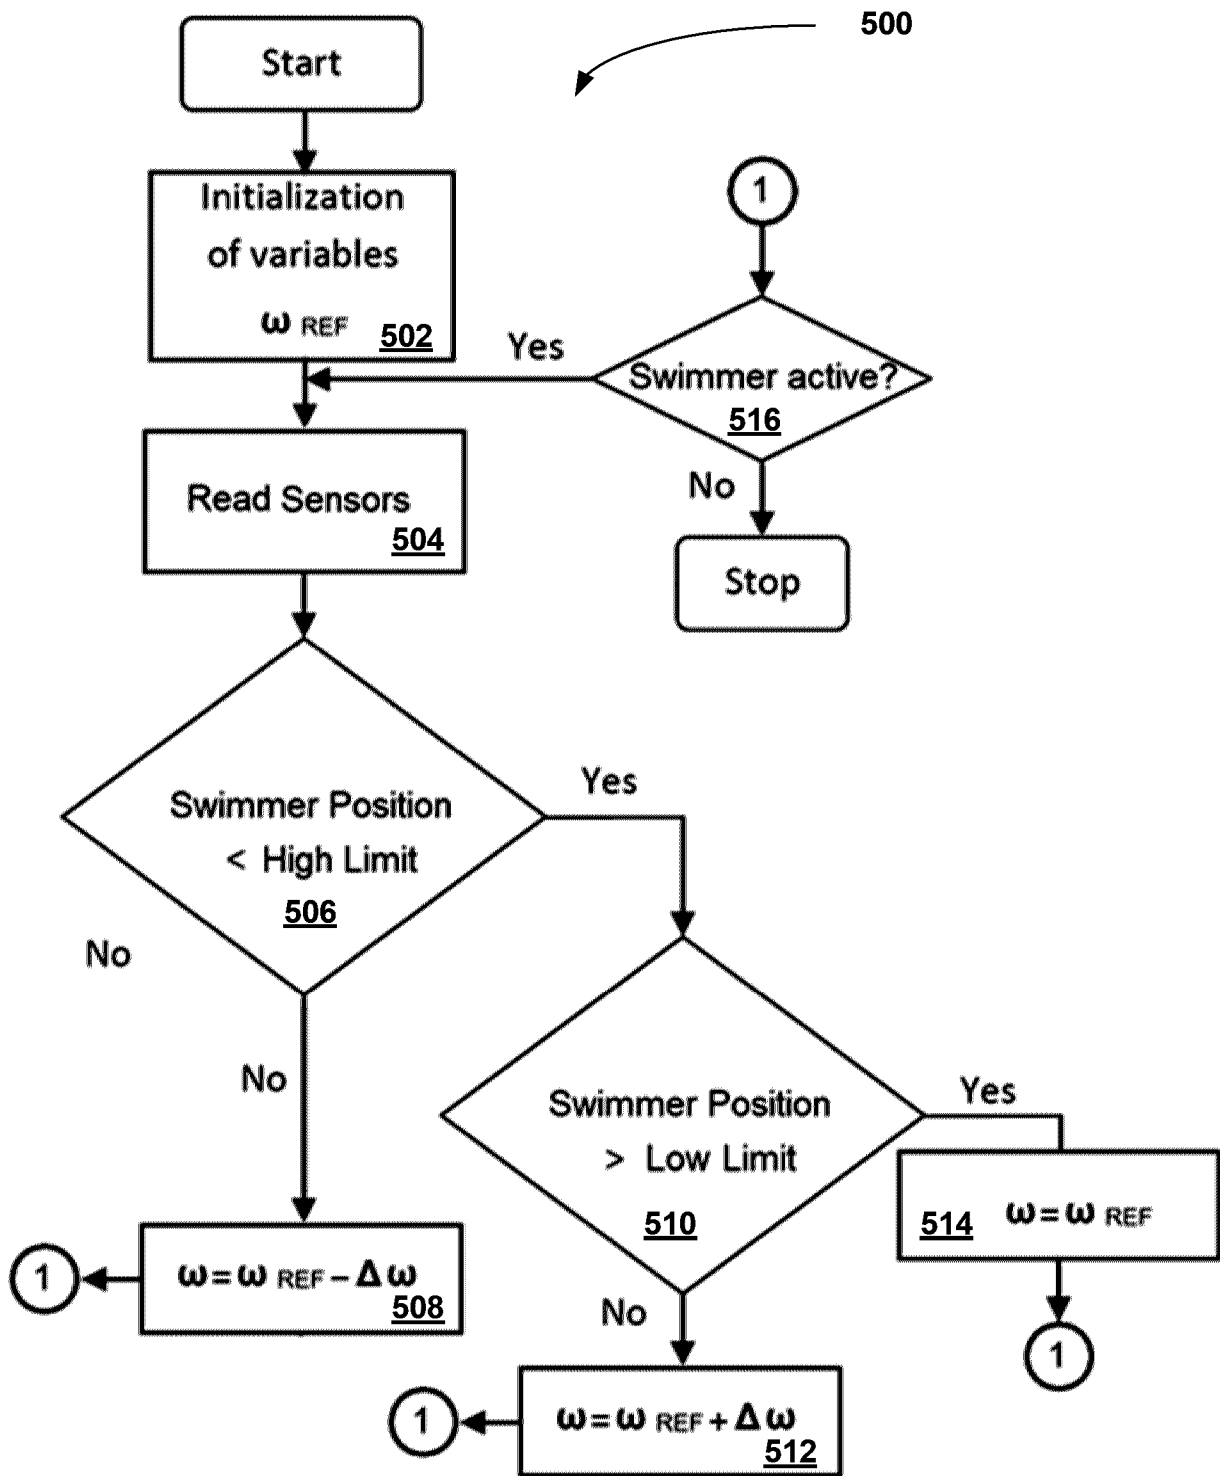 500
Start
Initialization
of variables
ω REF
502
1
Yes
Swimmer active?
516
No
Stop
Read Sensors
504
Swimmer Position
< High Limit
506
Yes
No
No
Swimmer Position
> Low Limit
510
Yes
514
ω = ω REF
1
ω = ω REF – Δ ω
508
1
No
ω = ω REF + Δ ω
512
1